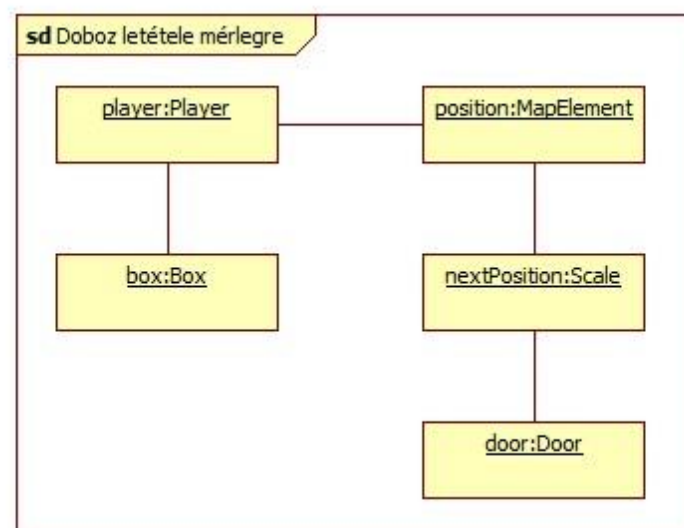 sd Doboz letétele mérlegre
player:Player
position:MapElement
box:Box
nextPosition:Scale
door:Door